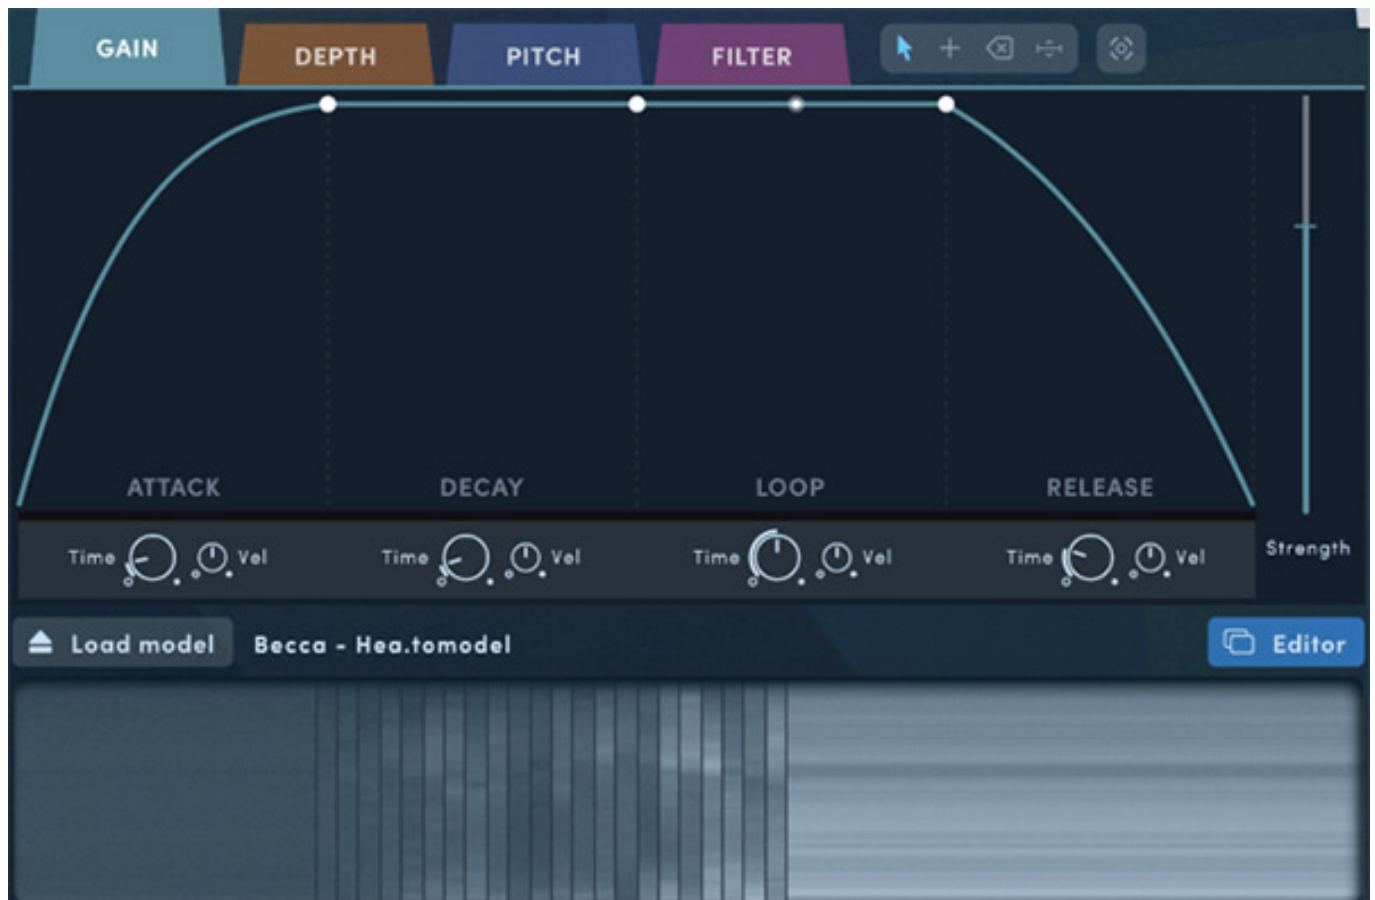 GAIN DEPTH PITCH FILTER
ATTACK DECAY LOOP RELEASE
Time Vel Time Vel Time Vel Time Vel Strength
Load model Becca - Hea.tomodel Editor